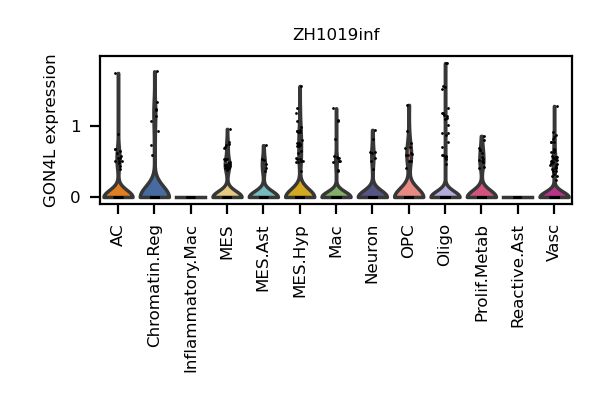 ZH1019inf
GON4L expression
1
0
AC
Chromatin.Reg
Inflammatory.Mac
MES
MES.Ast
MES.Hyp
Mac
Neuron
OPC
Oligo
Prolif.Metab
Reactive.Ast
Vasc